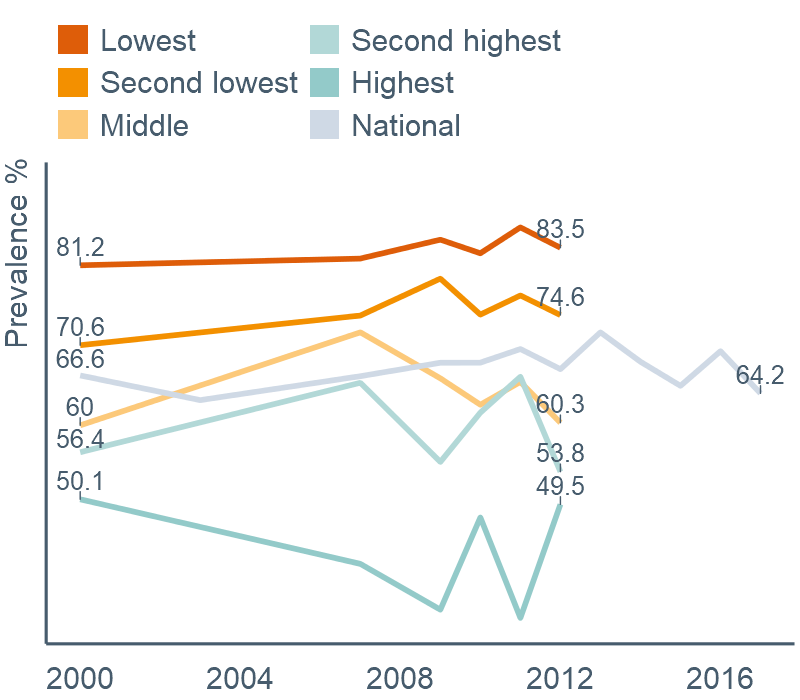 Lowest
Second lowest
Middle
Second highest
Highest
National
Prevalence %
81.2
70.6
66.6
60
56.4
50.1
83.5
74.6
60.3
53.8
49.5
64.2
2000 2004 2008 2012 2016